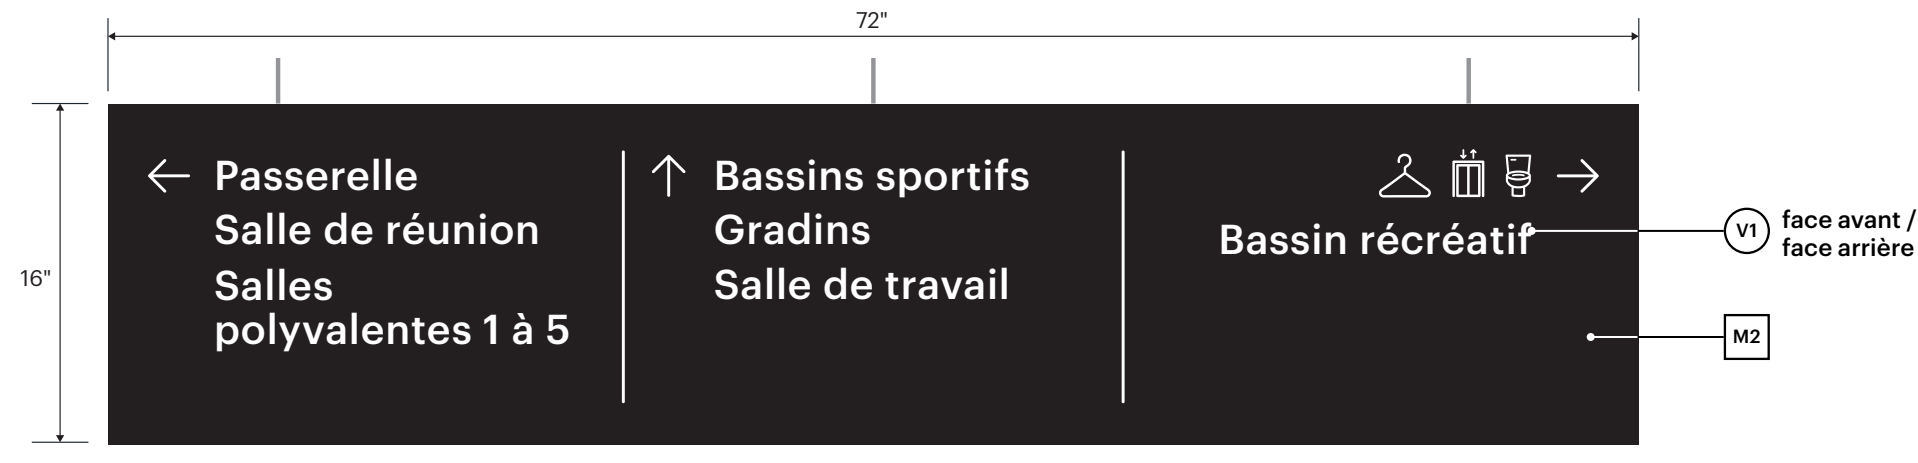 72"
16"
Passerelle
Salle de réunion
Salles
polyvalentes 1 à 5
Bassins sportifs
Gradins
Salle de travail
Bassin récréatif
V1
face avant /
face arrière
M2